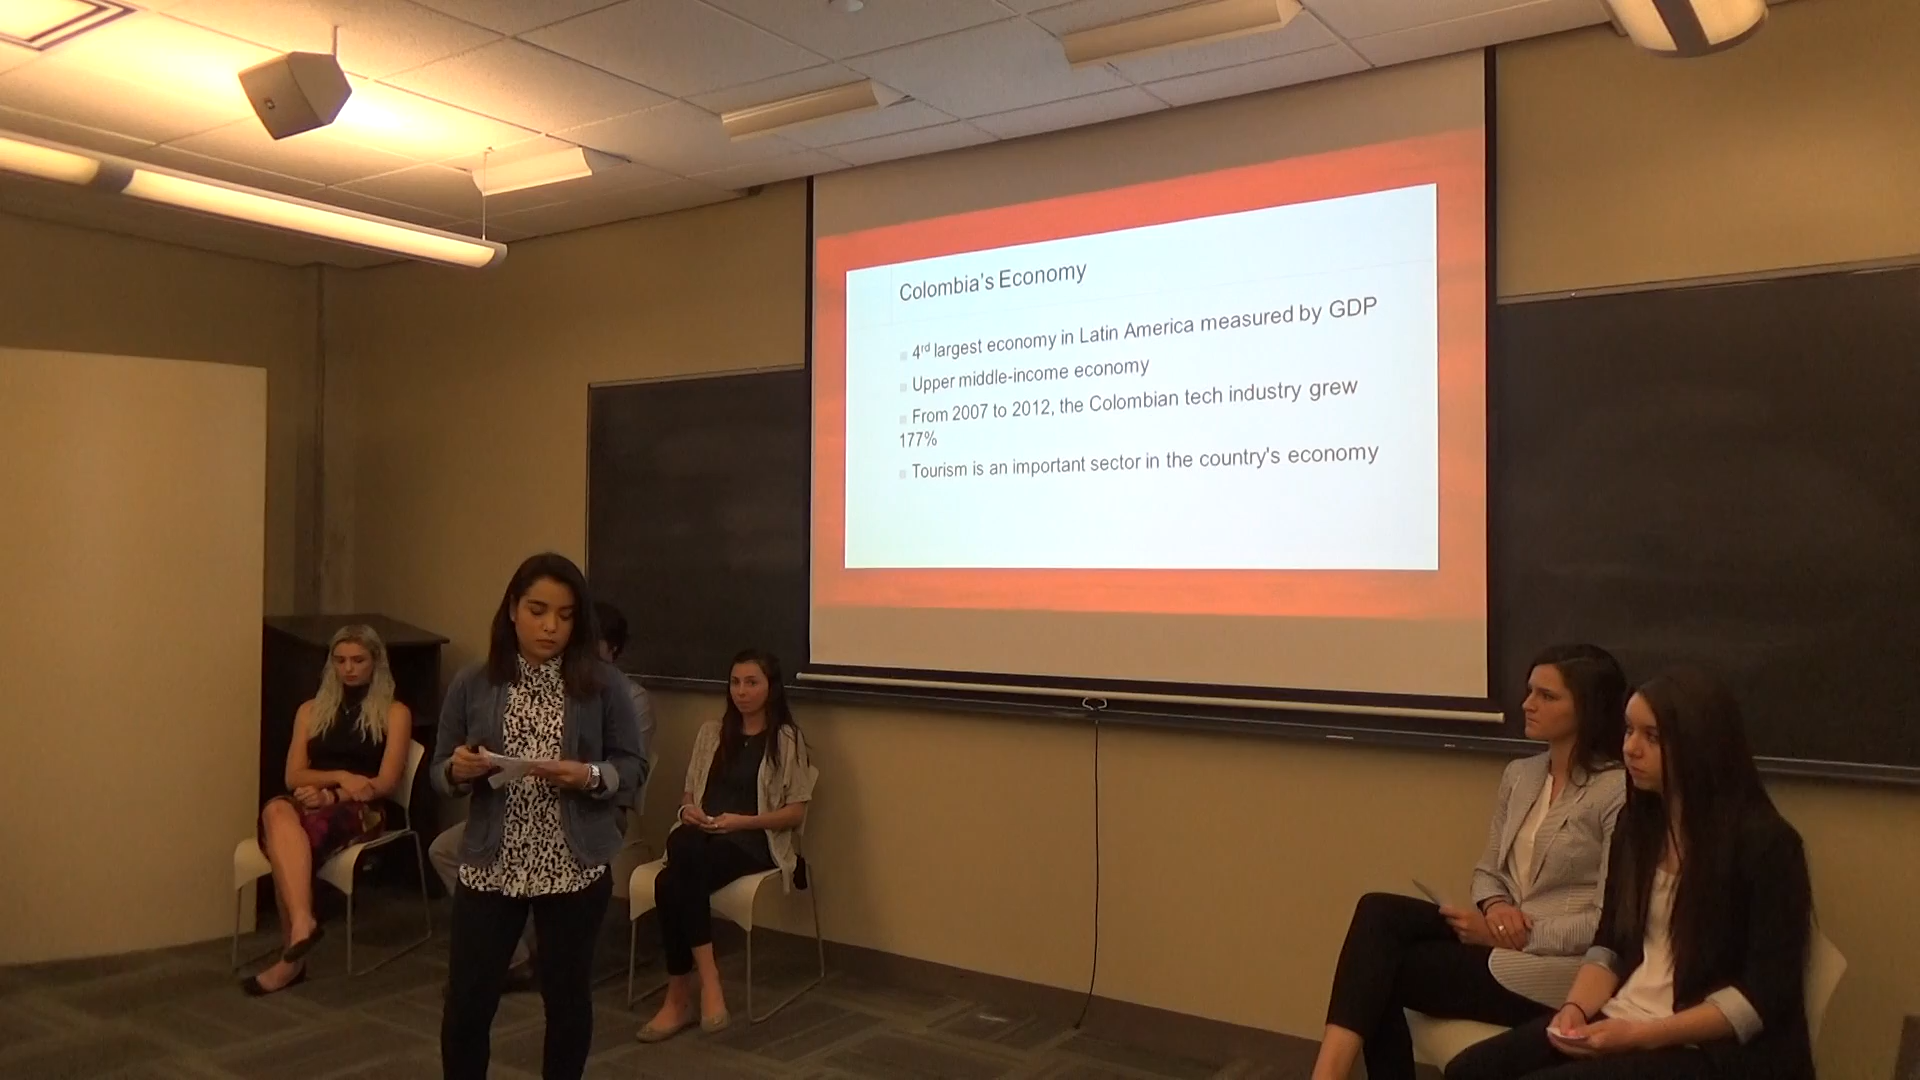 Colombia's Economy
4rd largest economy in Latin America measured by GDP
Upper middle-income economy
From 2007 to 2012, the Colombian tech industry grew
177%
Tourism is an important sector in the country's economy